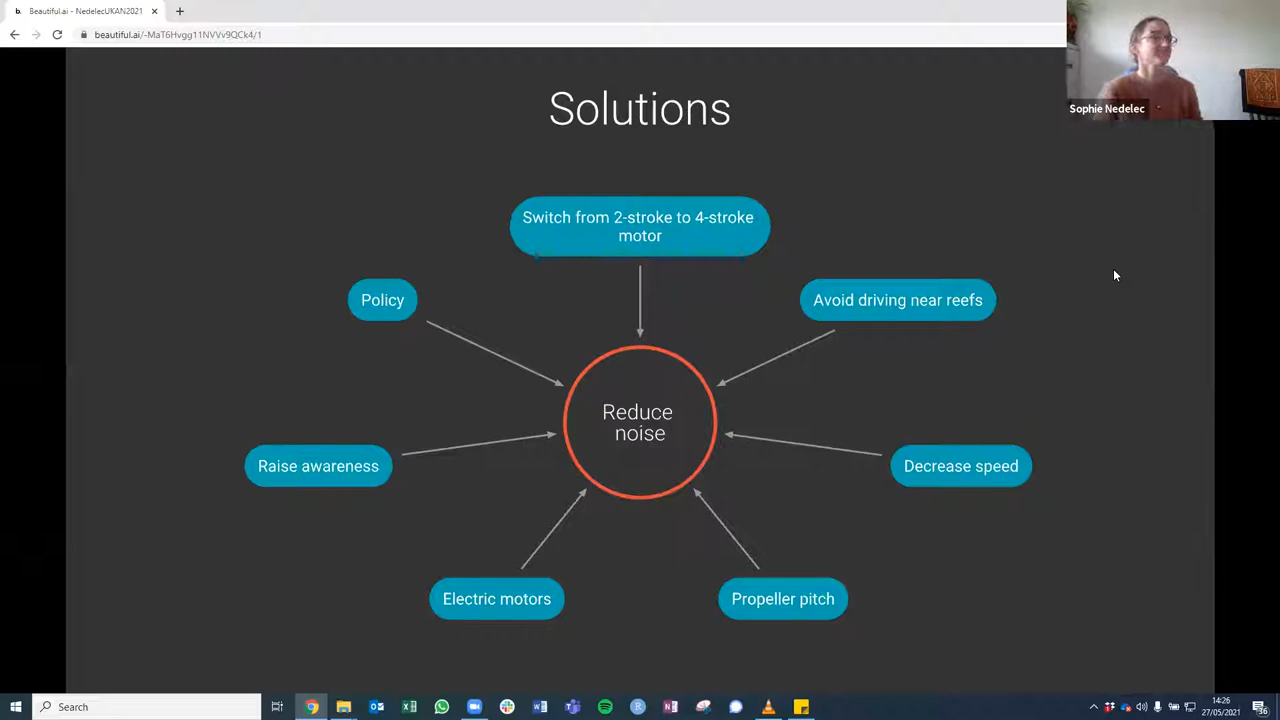 Beautiful.ai - NedelecUKAN2021
beautiful.ai/-MaT6Hvgg11NVVv9QCk4/1
Sophie Nedelec
Solutions
Switch from 2-stroke to 4-stroke
motor
Policy
Avoid driving near reefs
Reduce
noise
Raise awareness
Decrease speed
Electric motors
Propeller pitch
Search
14:26
27/05/2021